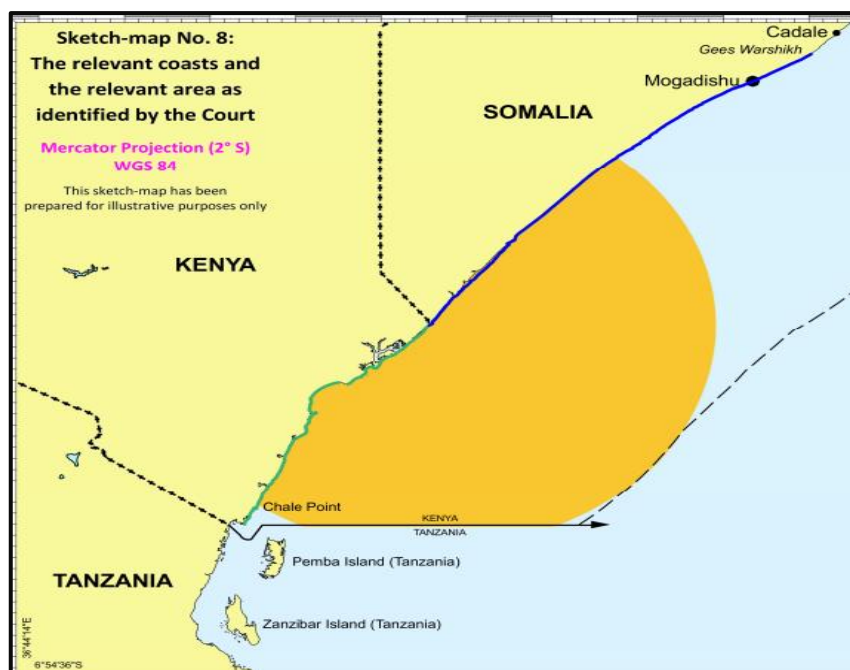 Sketch-map No. 8:
The relevant coasts and
the relevant area as
identified by the Court
Mercator Projection (2° S)
WGS 84
This sketch-map has been
prepared for illustrative purposes only
Cadale
Gees Warshikh
Mogadishu
SOMALIA
KENYA
Chale Point
KENYA
TANZANIA
Pemba Island (Tanzania)
TANZANIA
Zanzibar Island (Tanzania)
36°44'14"E
6°54'36"S